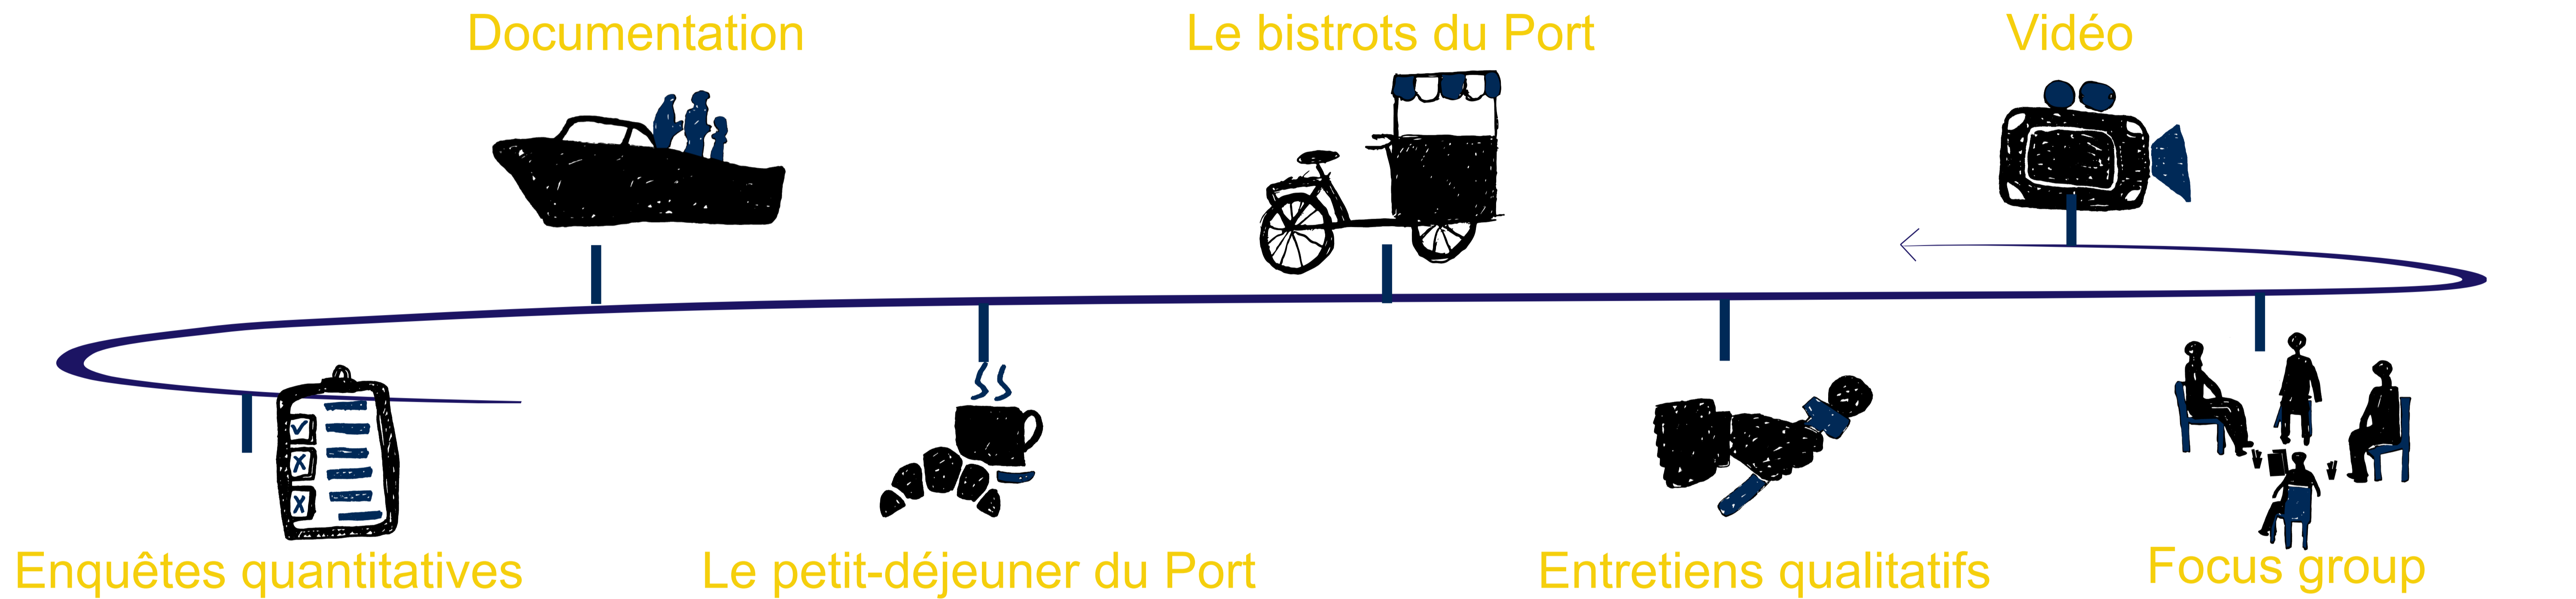 Documentation
Le bistrots du Port
Vidéo
Enquêtes quantitatives
Le petit-déjeuner du Port
Entretiens qualitatifs
Focus group